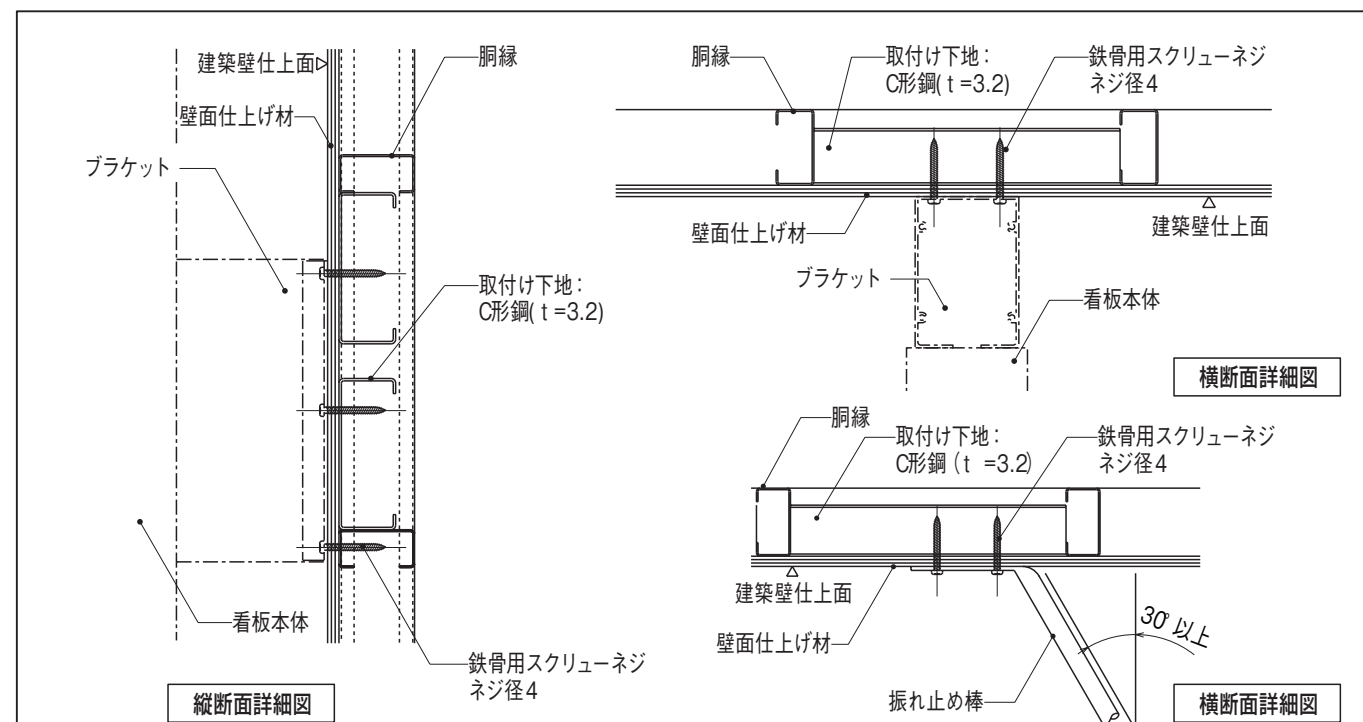 建築壁仕上面
胴縁
壁面仕上げ材
ブラケット
取付け下地：
C形鋼(t=3.2)
看板本体
鉄骨用スクリューネジ
ネジ径4
縦断面詳細図
胴縁
取付け下地：
C形鋼(t=3.2)
鉄骨用スクリューネジ
ネジ径4
壁面仕上げ材
建築壁仕上面
ブラケット
看板本体
横断面詳細図
胴縁
取付け下地：
C形鋼(t =3.2)
鉄骨用スクリューネジ
ネジ径4
建築壁仕上面
壁面仕上げ材
30°以上
振れ止め棒
横断面詳細図